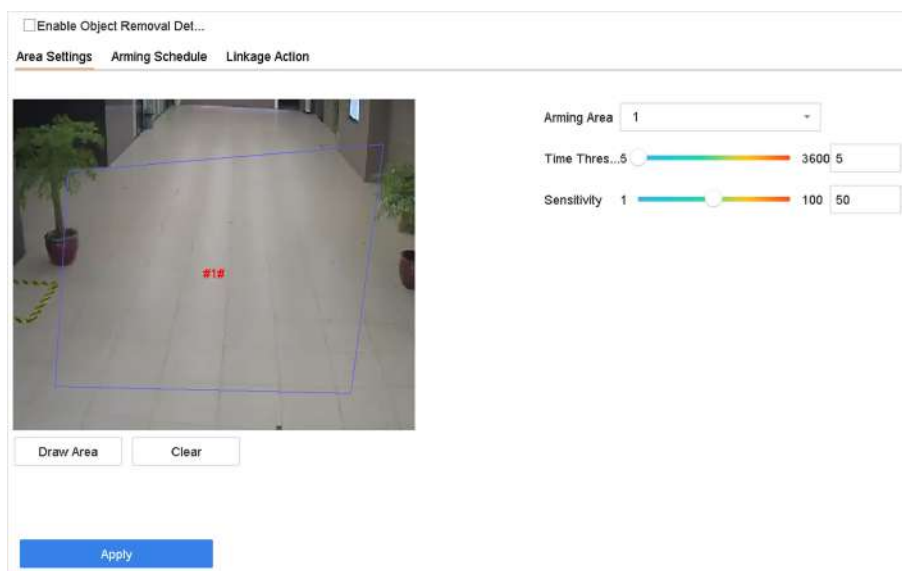 Enable Object Removal Det...
Area Settings Arming Schedule Linkage Action
Arming Area 1
Time Thres...5 3600 5
Sensitivity 1 100 50
#1#
Draw Area Clear
Apply